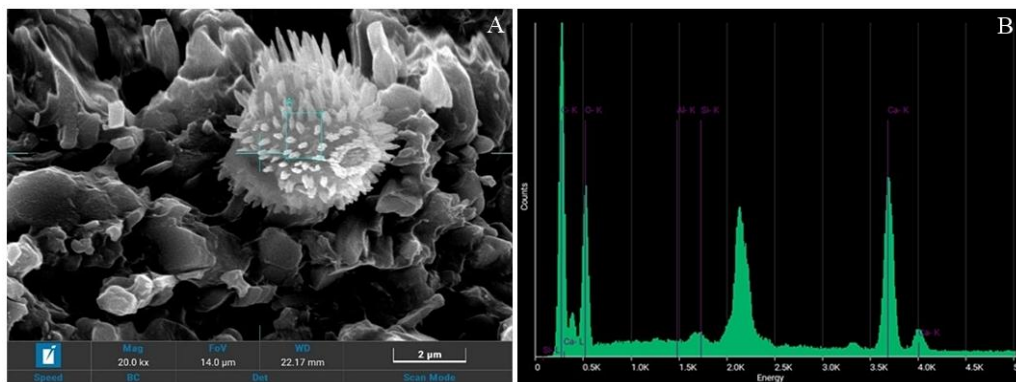 A
Mag
FoV
WD
20.0 kx
14.0 µm
22.17 mm
2 µm
Speed
BC
Det
Scan Mode
B
C- K
O- K
Al- K
Si- K
Ca- K
Ca- K
Ca- L
Counts
0
0.5K
1.0K
1.5K
2.0K
2.5K
3.0K
3.5K
4.0K
4.5K
Energy